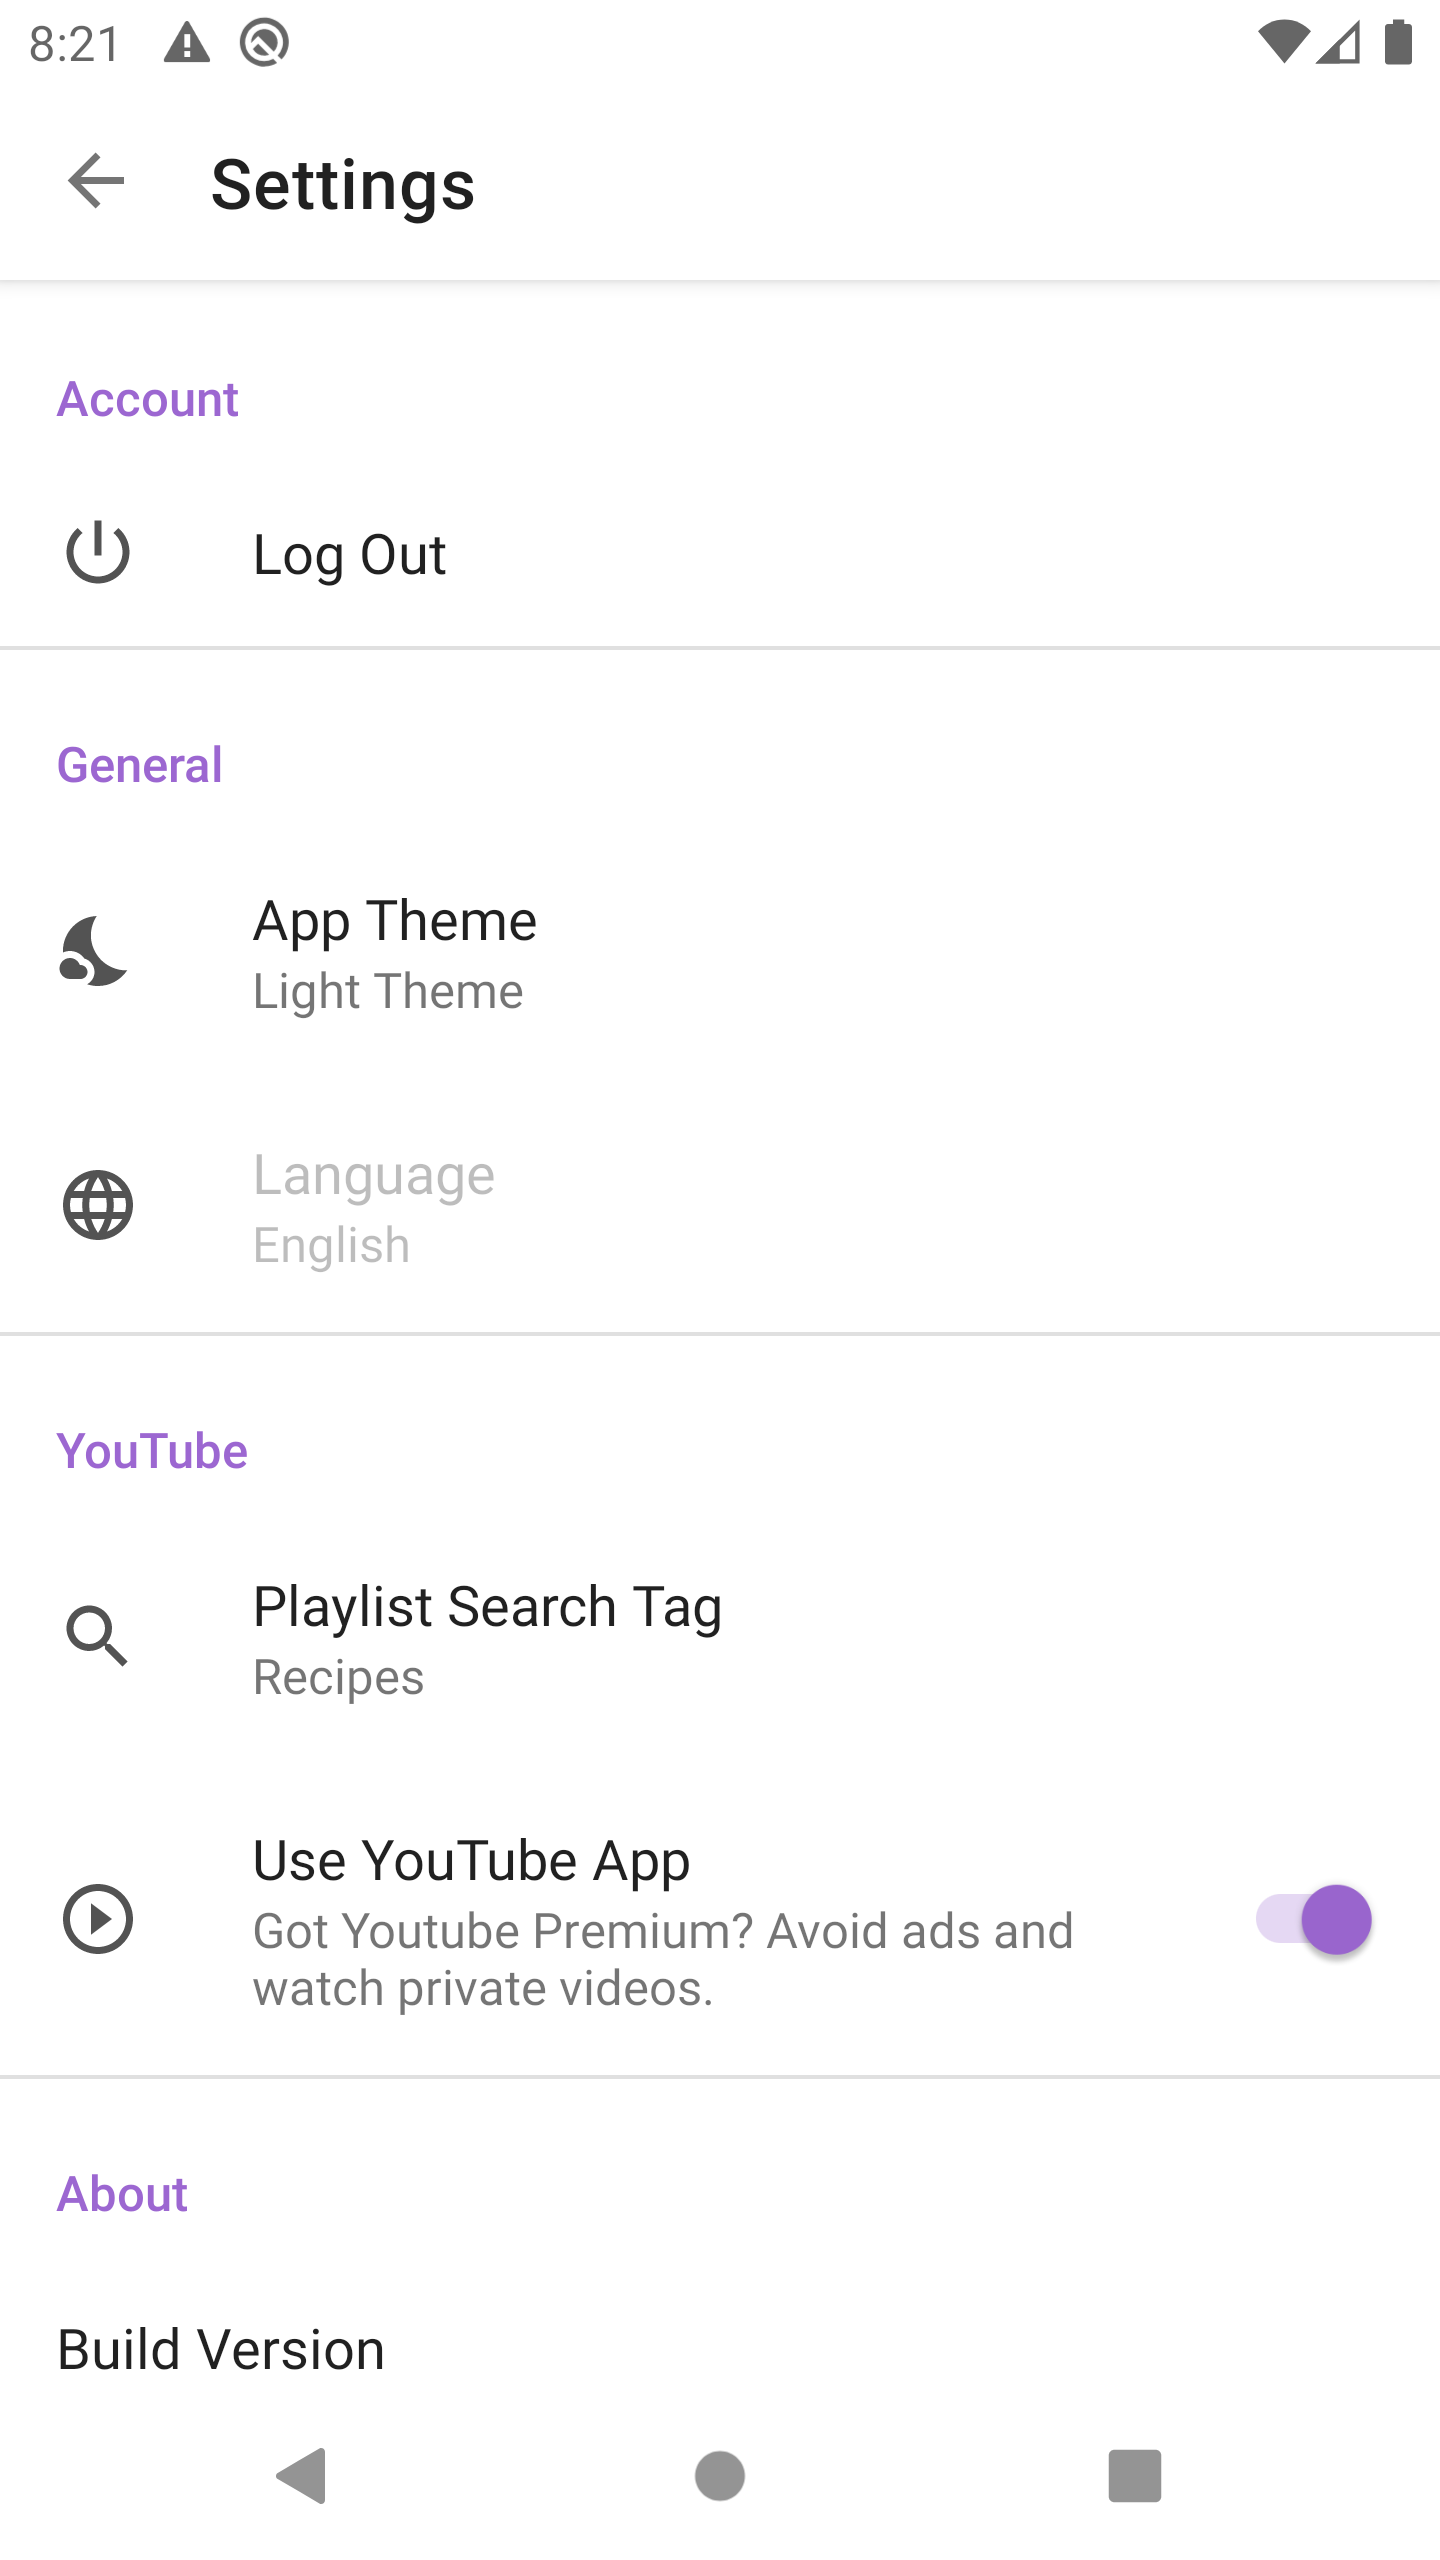 8:21
Settings
Account
Log Out
General
App Theme
Light Theme
Language
English
YouTube
Playlist Search Tag
Recipes
Use YouTube App
Got Youtube Premium? Avoid ads and
watch private videos.
About
Build Version